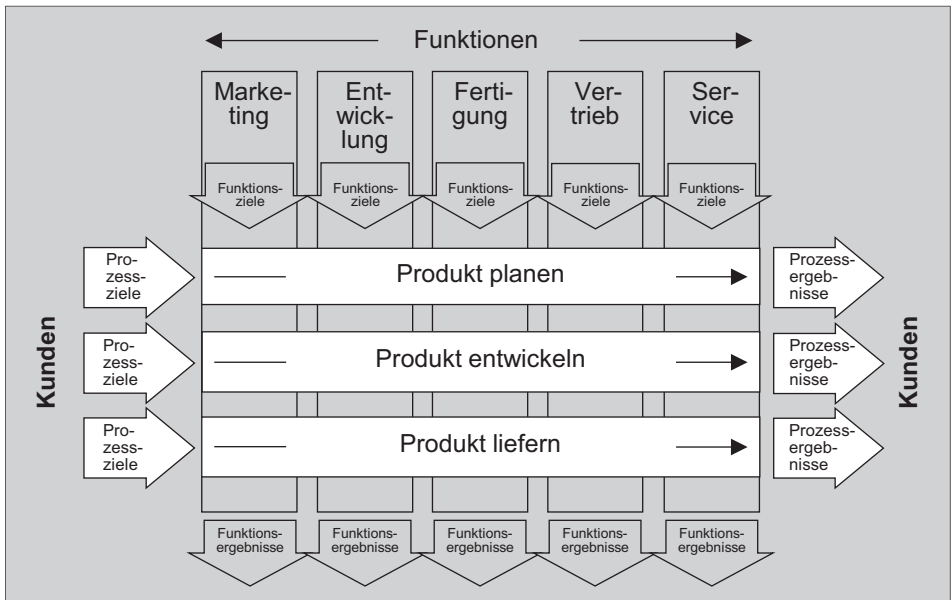 Funktionen
Marke-
ting
Ent-
wick-
lung
Ferti-
gung
Ver-
trieb
Ser-
vice
Funktions-
ziele
Funktions-
ziele
Funktions-
ziele
Funktions-
ziele
Funktions-
ziele
Kunden
Pro-
zess-
ziele
Produkt planen
Prozess-
ergeb-
nisse
Pro-
zess-
ziele
Produkt entwickeln
Prozess-
ergeb-
nisse
Pro-
zess-
ziele
Produkt liefern
Prozess-
ergeb-
nisse
Kunden
Funktions-
ergebnisse
Funktions-
ergebnisse
Funktions-
ergebnisse
Funktions-
ergebnisse
Funktions-
ergebnisse